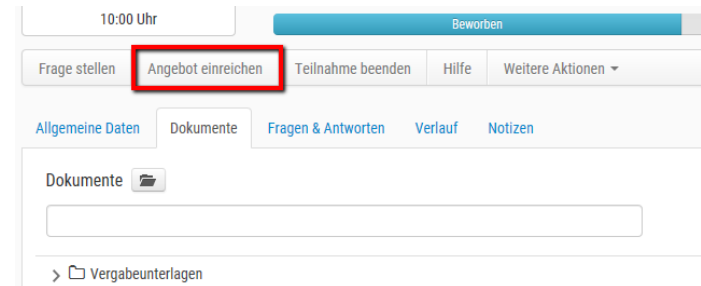 10:00 Uhr
Beworben
Frage stellen Angebot einreichen Teilnahme beenden Hilfe Weitere Aktionen
Allgemeine Daten Dokumente Fragen & Antworten Verlauf Notizen
Dokumente
Vergabeunterlagen